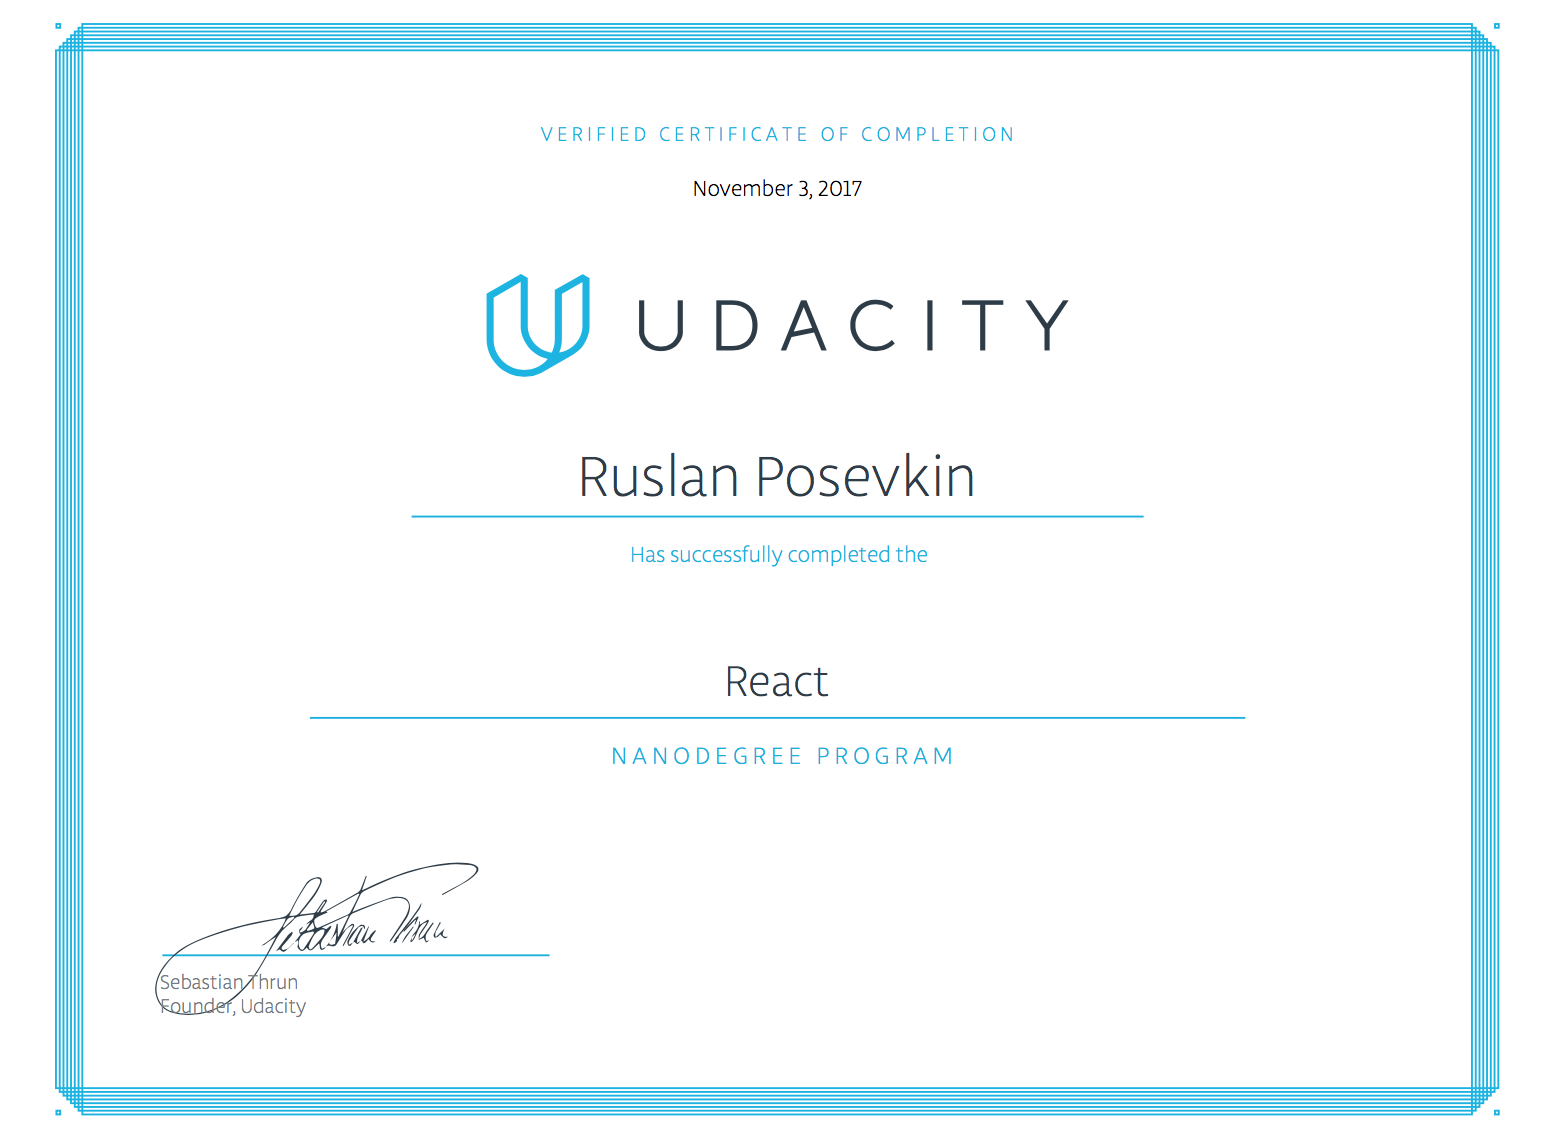 VERIFIED CERTIFICATE OF COMPLETION
November 3, 2017
UDACITY
Ruslan Posevkin
Has successfully completed the
React
NANODEGREE PROGRAM
Sebastian Thrun
Sebastian Thrun
Founder, Udacity